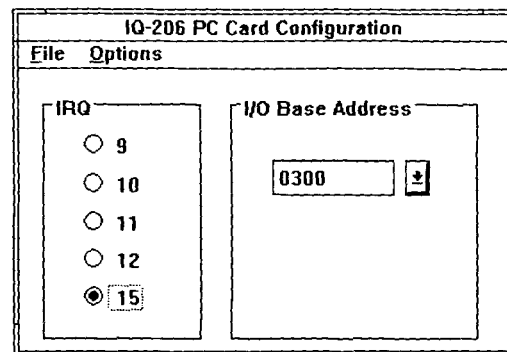 IQ-206 PC Card Configuration
File Options
IRQ
9
10
11
12
15
I/O Base Address
0300